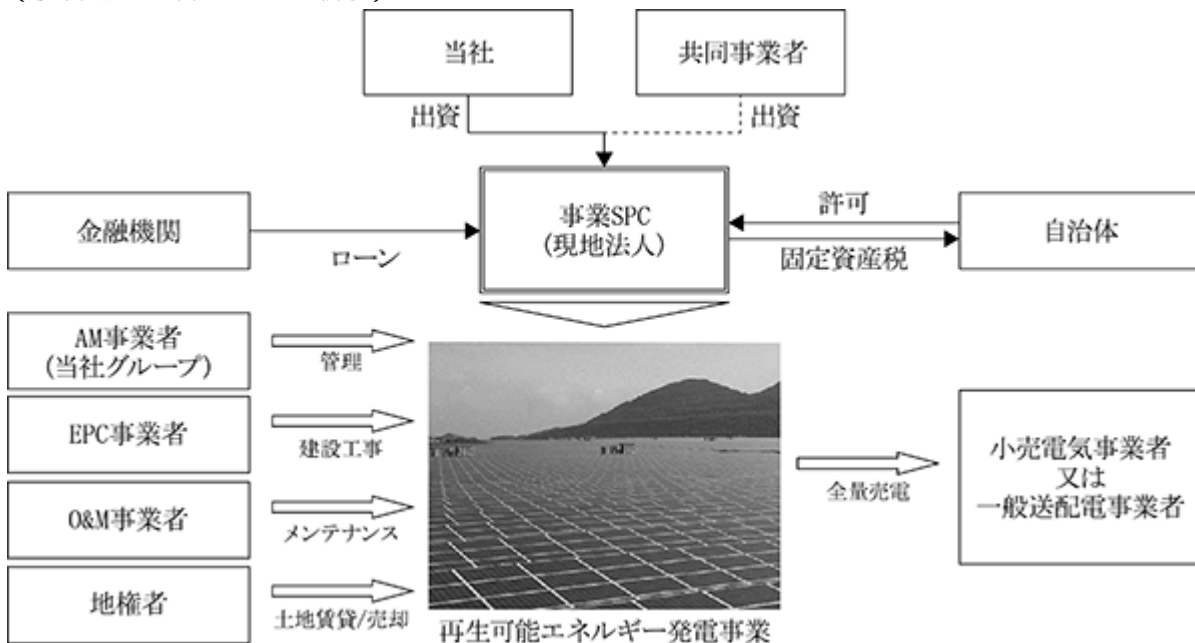 当社
共同事業者
出資
出資
事業SPC
(現地法人)
金融機関
ローン
許可
固定資産税
自治体
AM事業者
(当社グループ)
管理
EPC事業者
建設工事
O&M事業者
メンテナンス
地権者
土地賃貸/売却
全量売電
小売電気事業者
又は
一般送配電事業者
再生可能エネルギー発電事業